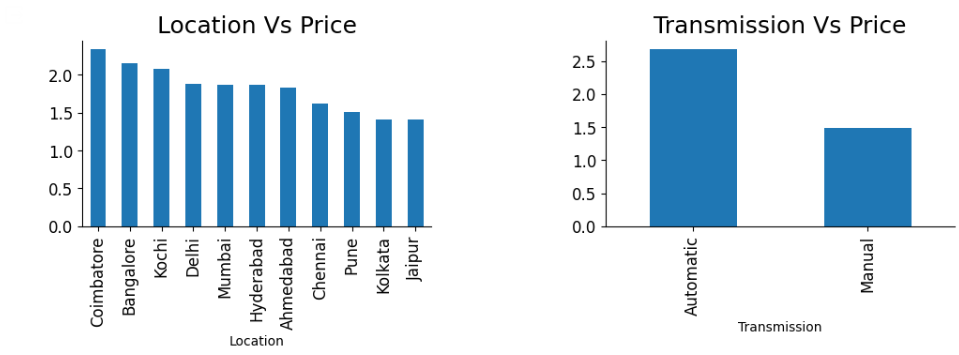 Location Vs Price
2.0
1.5
1.0
0.5
0.0
Coimbatore
Bangalore
Kochi
Delhi
Mumbai
Hyderabad
Ahmedabad
Chennai
Pune
Kolkata
Jaipur
Location
Transmission Vs Price
2.5
2.0
1.5
1.0
0.5
0.0
Automatic
Manual
Transmission